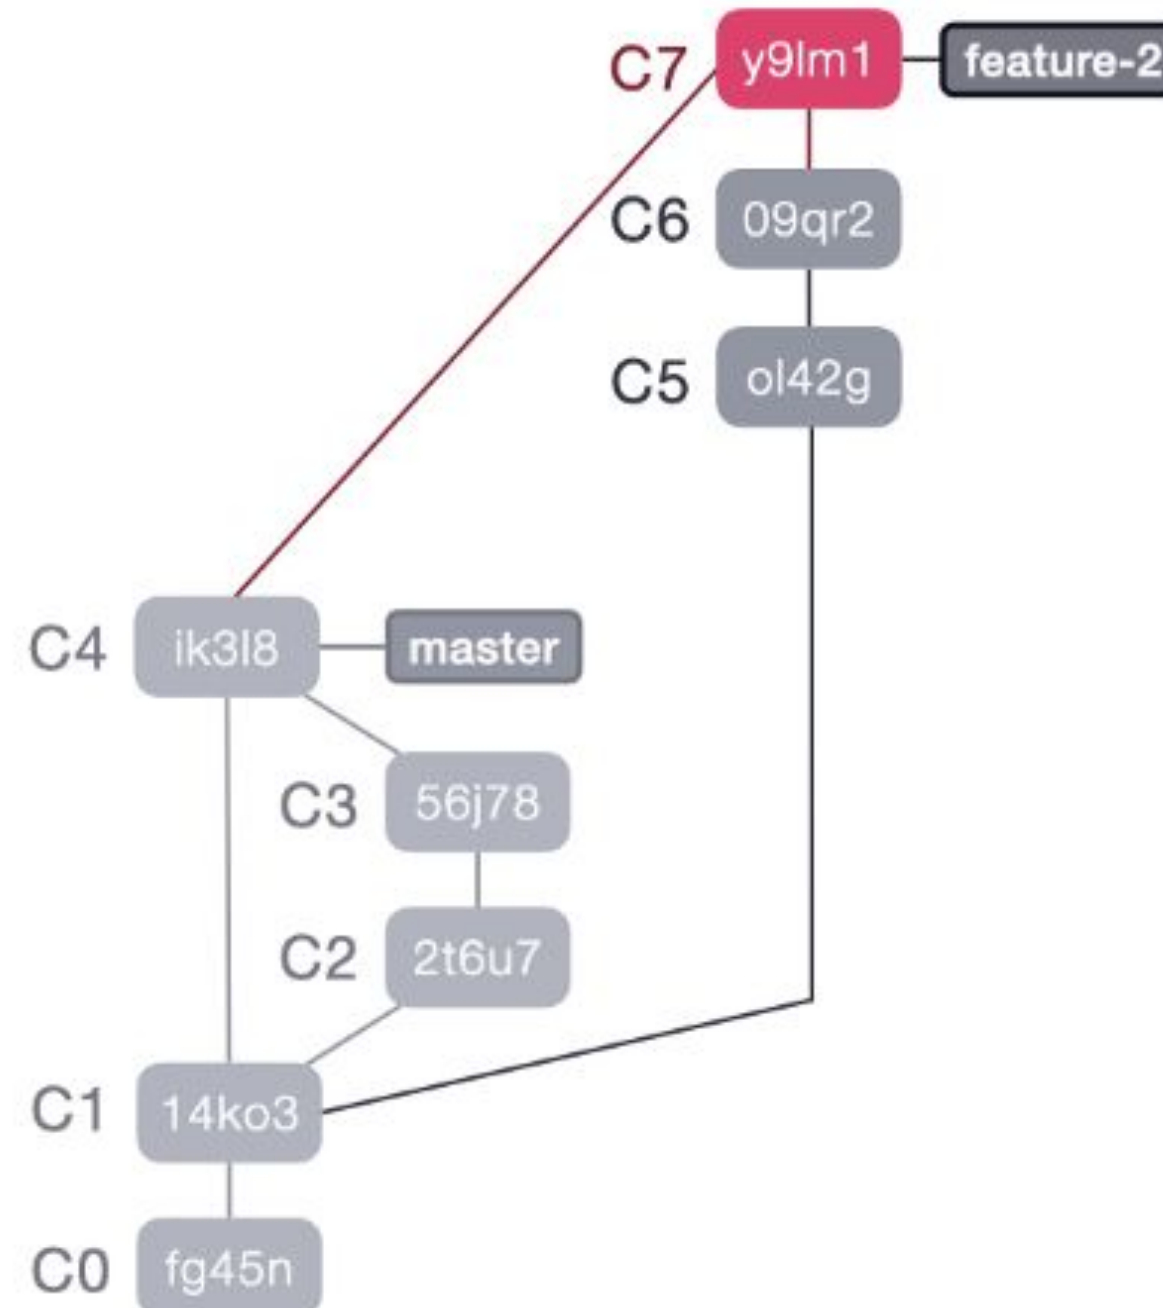 C7 y9lm1 feature-2
C6 09qr2
C5 ol42g
C4 ik3l8 master
C3 56j78
C2 2t6u7
C1 14ko3
C0 fg45n